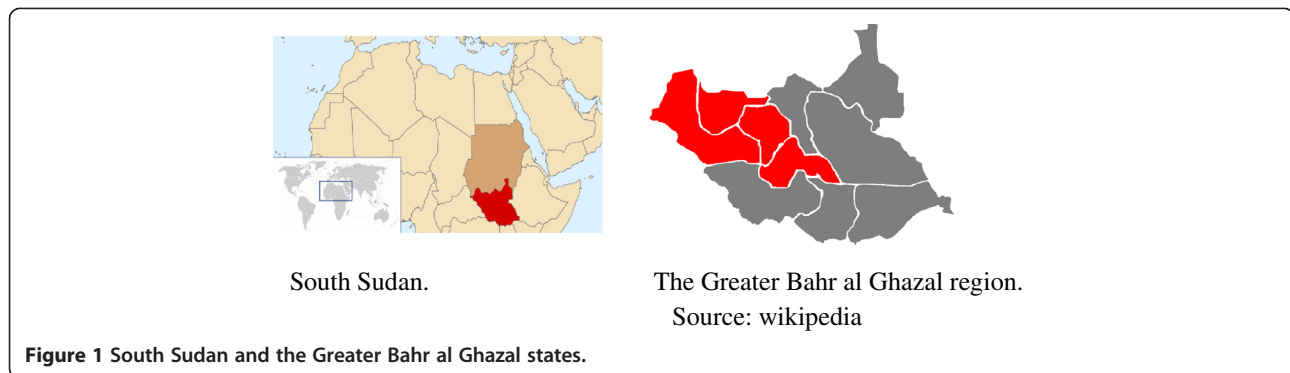 South Sudan.
The Greater Bahr al Ghazal region.
Source: wikipedia
Figure 1 South Sudan and the Greater Bahr al Ghazal states.